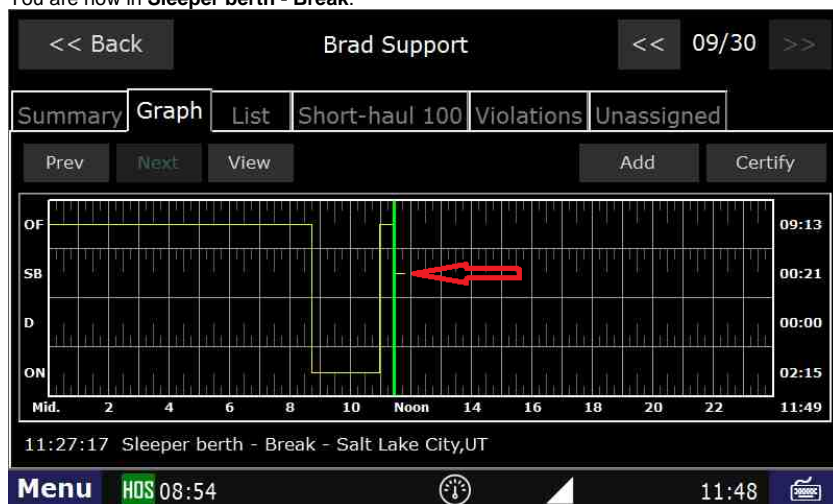 You are now in Sleeper berth - Break.
<< Back Brad Support << 09/30 >>
Summary Graph List Short-haul 100 Violations Unassigned
Prev Next View Add Certify
OF 09:13
SB 00:21
D 00:00
ON 02:15
Mid. 2 4 6 8 10 Noon 14 16 18 20 22 11:49
11:27:17 Sleeper berth - Break - Salt Lake City,UT
Menu HOS 08:54 11:48